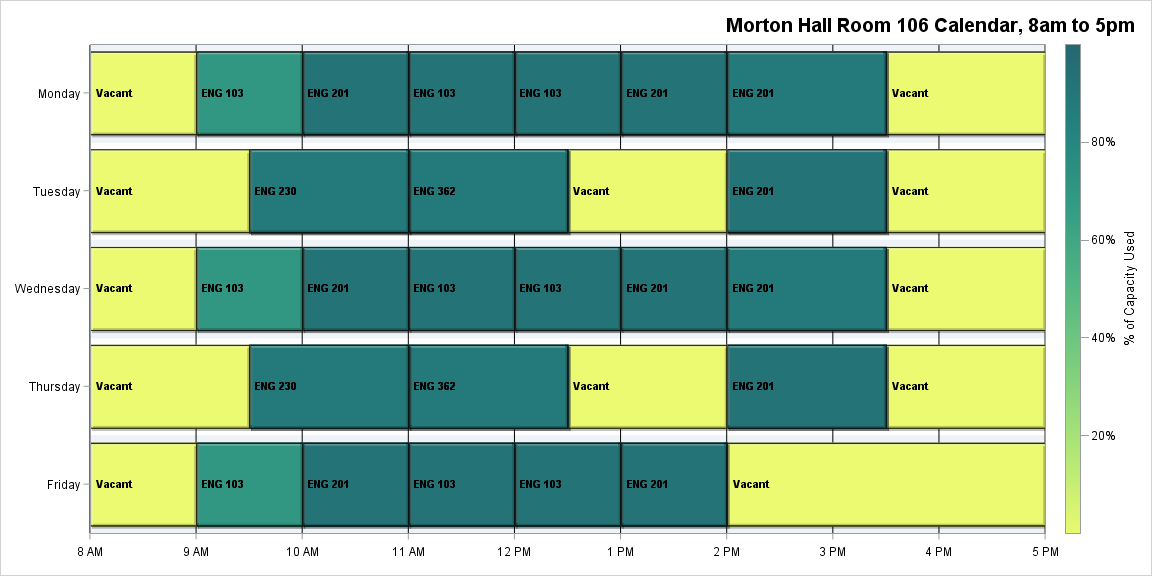 Morton Hall Room 106 Calendar, 8am to 5pm
Monday
Vacant
ENG 103
ENG 201
ENG 103
ENG 103
ENG 201
ENG 201
Vacant
Tuesday
Vacant
ENG 230
ENG 362
Vacant
ENG 201
Vacant
Wednesday
Vacant
ENG 103
ENG 201
ENG 103
ENG 103
ENG 201
ENG 201
Vacant
Thursday
Vacant
ENG 230
ENG 362
Vacant
ENG 201
Vacant
Friday
Vacant
ENG 103
ENG 201
ENG 103
ENG 103
ENG 201
Vacant
8 AM
9 AM
10 AM
11 AM
12 PM
1 PM
2 PM
3 PM
4 PM
5 PM
80%
60%
40%
20%
% of Capacity Used